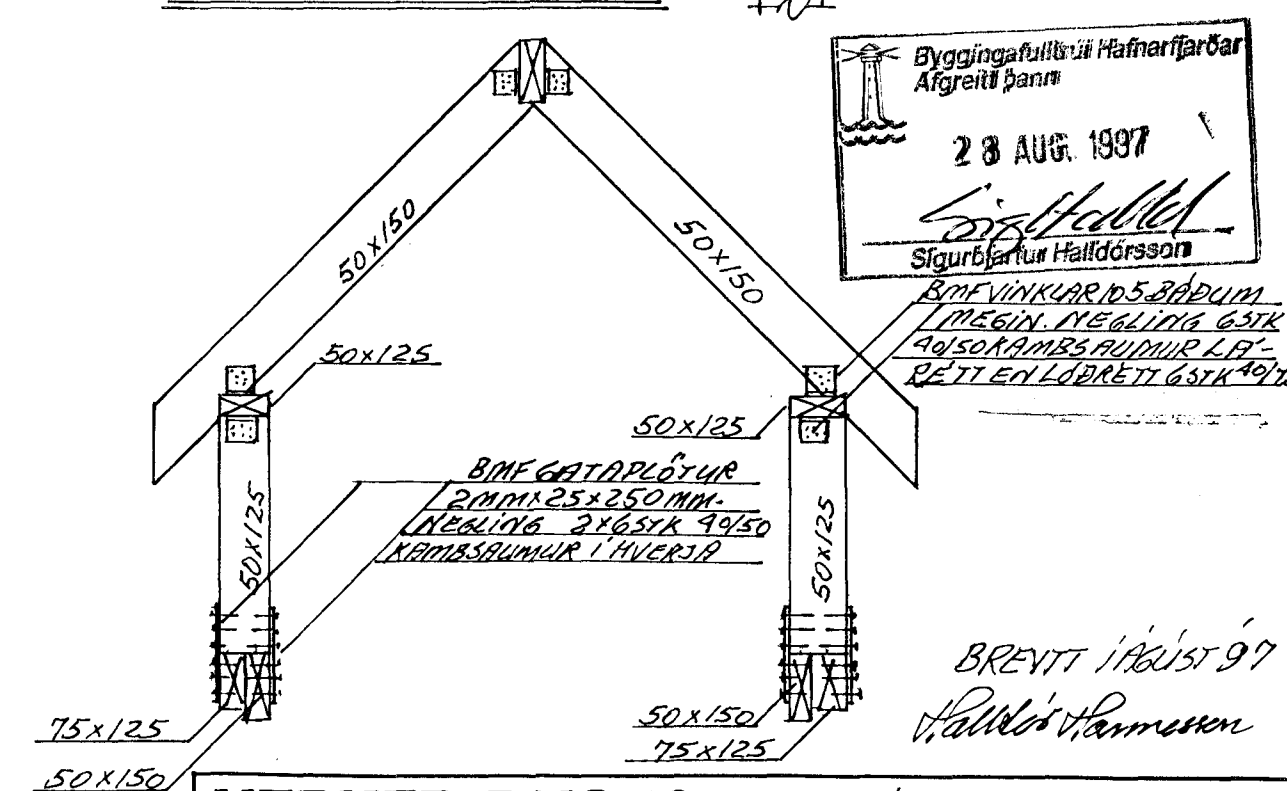 Byggingafulltrúi Hafnarfjarðar
Afgreitt þann
28 AUG. 1997
Sigurbjartur Halldórsson
50x150
50x150
BMF VINKLAR 105 BÁÐUM
MEGIN. NEGLING 6STK
40/50 KAMBSAUMUR LÁ-
RÉTT EN LÓÐRÉTT 6STK 40/
50x125
50x125
BMF GATAPLÖTUR
2MMX25X250MM.
NEGLING 2X6STK 40/50
KAMBSAUMUR Í HVERJA
50x125
50x125
BREYTT Í ÁGÚST 97
Halldór Hannesson
75x125
50x150
50x150
75x125